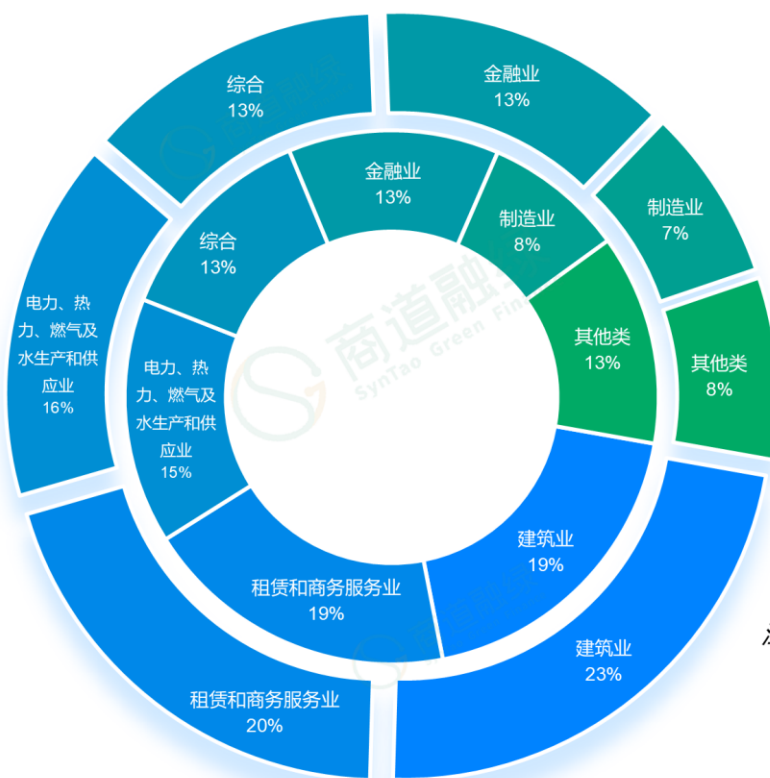 综合
13%
金融业
13%
制造业
7%
其他类
8%
建筑业
23%
租赁和商务服务业
20%
电力、热
力、燃气及
水生产和供
应业
16%
综合
13%
金融业
13%
制造业
8%
其他类
13%
建筑业
19%
租赁和商务服务业
19%
电力、热
力、燃气及
水生产和供
应业
15%
商道融
SynTao Green Fin